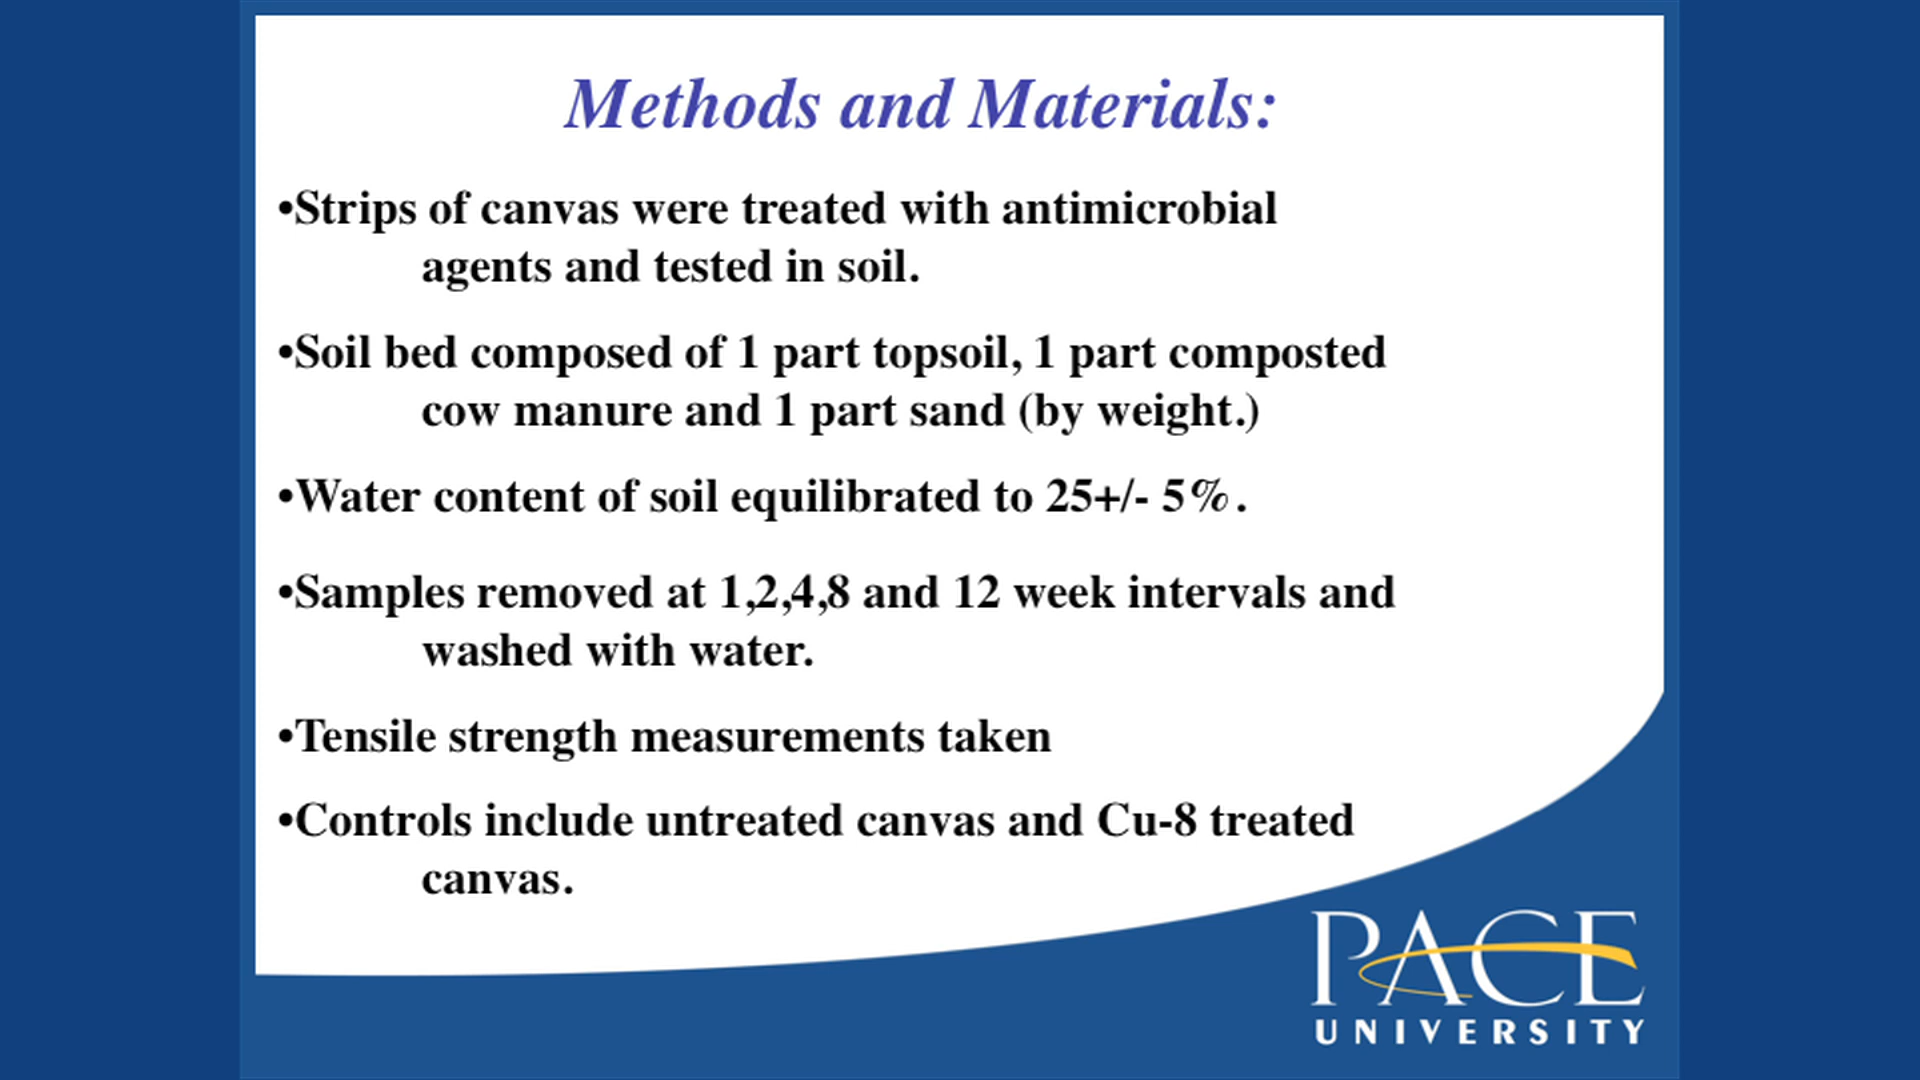 Methods and Materials:
•Strips of canvas were treated with antimicrobial
agents and tested in soil.
•Soil bed composed of 1 part topsoil, 1 part composted
cow manure and 1 part sand (by weight.)
•Water content of soil equilibrated to 25+/- 5%.
•Samples removed at 1,2,4,8 and 12 week intervals and
washed with water.
•Tensile strength measurements taken
•Controls include untreated canvas and Cu-8 treated
canvas.
PACE
UNIVERSITY